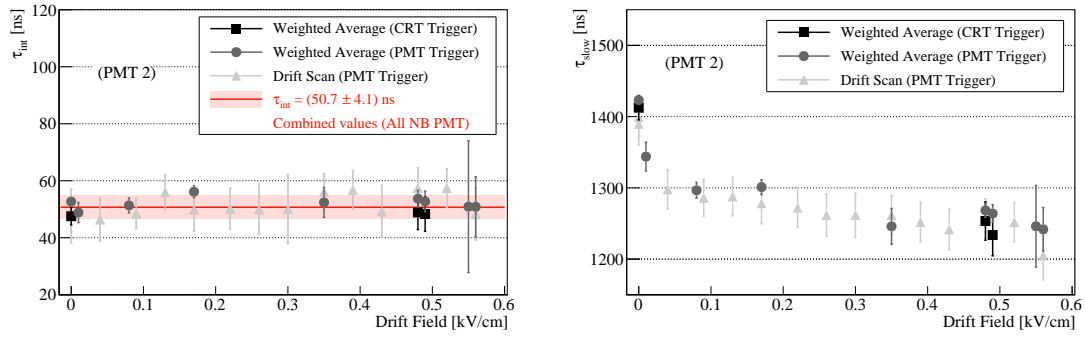 τint [ns]
120
100
80
60
40
20
(PMT 2)
Weighted Average (CRT Trigger)
Weighted Average (PMT Trigger)
Drift Scan (PMT Trigger)
τint = (50.7 ± 4.1) ns
Combined values (All NB PMT)
0 0.1 0.2 0.3 0.4 0.5 0.6
Drift Field [kV/cm]
τslow [ns]
1500
1400
1300
1200
(PMT 2)
Weighted Average (CRT Trigger)
Weighted Average (PMT Trigger)
Drift Scan (PMT Trigger)
0 0.1 0.2 0.3 0.4 0.5 0.6
Drift Field [kV/cm]